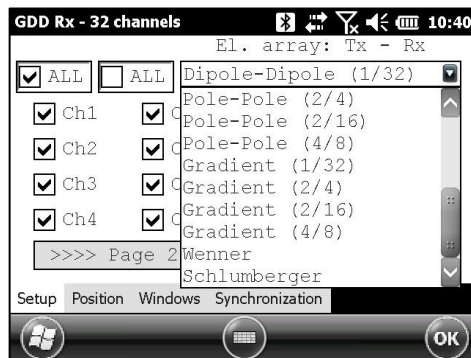 GDD Rx - 32 channels 10:40
El. array: Tx - Rx
ALL ALL Dipole-Dipole (1/32)
Pole-Pole (2/4)
Ch1 Pole-Pole (2/16)
Ch2 Pole-Pole (4/8)
Gradient (1/32)
Ch3 Gradient (2/4)
Gradient (2/16)
Ch4 Gradient (4/8)
>>>> Page 2 Wenner
Schlumberger
Setup Position Windows Synchronization
OK